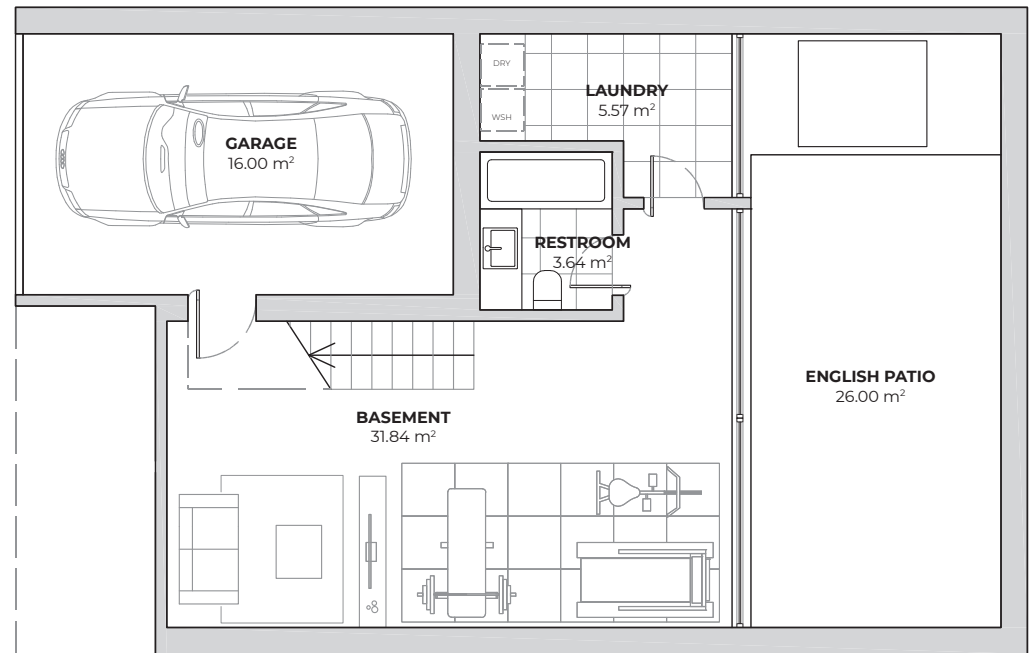 DRY
WSH
LAUNDRY
5.57 m²
GARAGE
16.00 m²
RESTROOM
3.64 m²
ENGLISH PATIO
26.00 m²
BASEMENT
31.84 m²